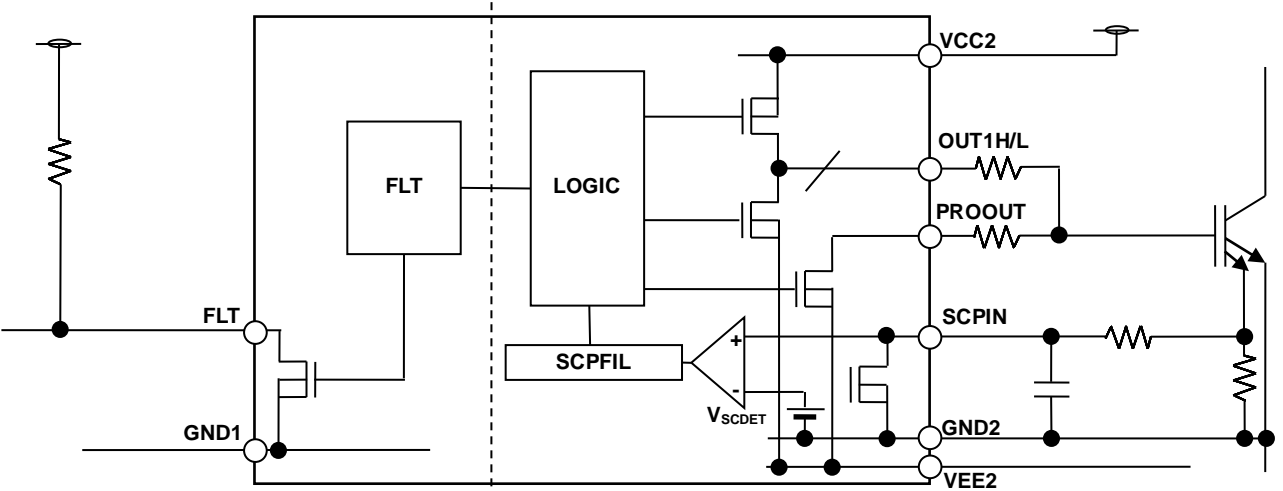 VCC2
OUT1H/L
FLT
LOGIC
PROOUT
FLT
SCPIN
+
SCPFIL
-
VSCDET
GND1
GND2
VEE2